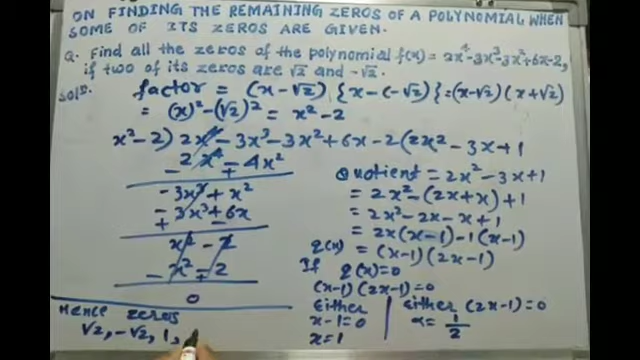 ON FINDING THE REMAINING ZEROS OF A POLYNOMIAL WHEN
SOME OF ITS ZEROS ARE GIVEN.
Q. Find all the zeros of the polynomial f(x) = 2x⁴-3x³-3x²+6x-2,
if two of its zeros are √2 and -√2.
Solⁿ.
factor = (x-√2) {x-(-√2)} = (x-√2)(x+√2)
= (x)²-(√2)² = x²-2
x²-2) 2x⁴-3x³-3x²+6x-2 (2x²-3x+1
2x⁴ - 4x²
- +
-3x³+x²
-3x³+6x
+ -
x²-2
x²-2
- +
0
Hence zeros
√2, -√2, 1,
Quotient = 2x²-3x+1
= 2x²-(2x+x)+1
= 2x²-2x-x+1
= 2x(x-1)-1(x-1)
q(x) = (x-1)(2x-1)
If q(x)=0
(x-1)(2x-1)=0
Either
x-1=0
x=1
either (2x-1)=0
x = 1/2